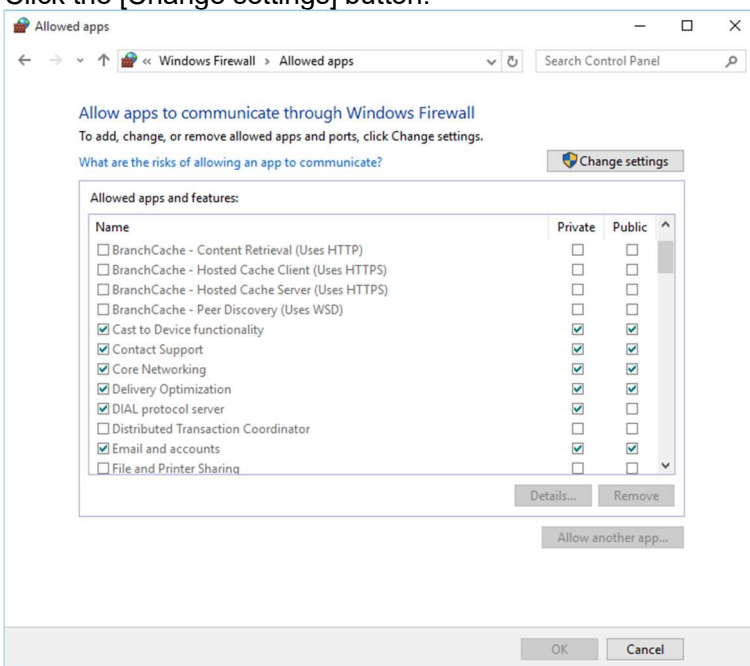 Click the [Change settings] button.
Allowed apps
« Windows Firewall › Allowed apps
Search Control Panel
Allow apps to communicate through Windows Firewall
To add, change, or remove allowed apps and ports, click Change settings.
What are the risks of allowing an app to communicate?
Change settings
Allowed apps and features:
Name Private Public
BranchCache - Content Retrieval (Uses HTTP)
BranchCache - Hosted Cache Client (Uses HTTPS)
BranchCache - Hosted Cache Server (Uses HTTPS)
BranchCache - Peer Discovery (Uses WSD)
Cast to Device functionality
Contact Support
Core Networking
Delivery Optimization
DIAL protocol server
Distributed Transaction Coordinator
Email and accounts
File and Printer Sharing
Details... Remove
Allow another app...
OK Cancel